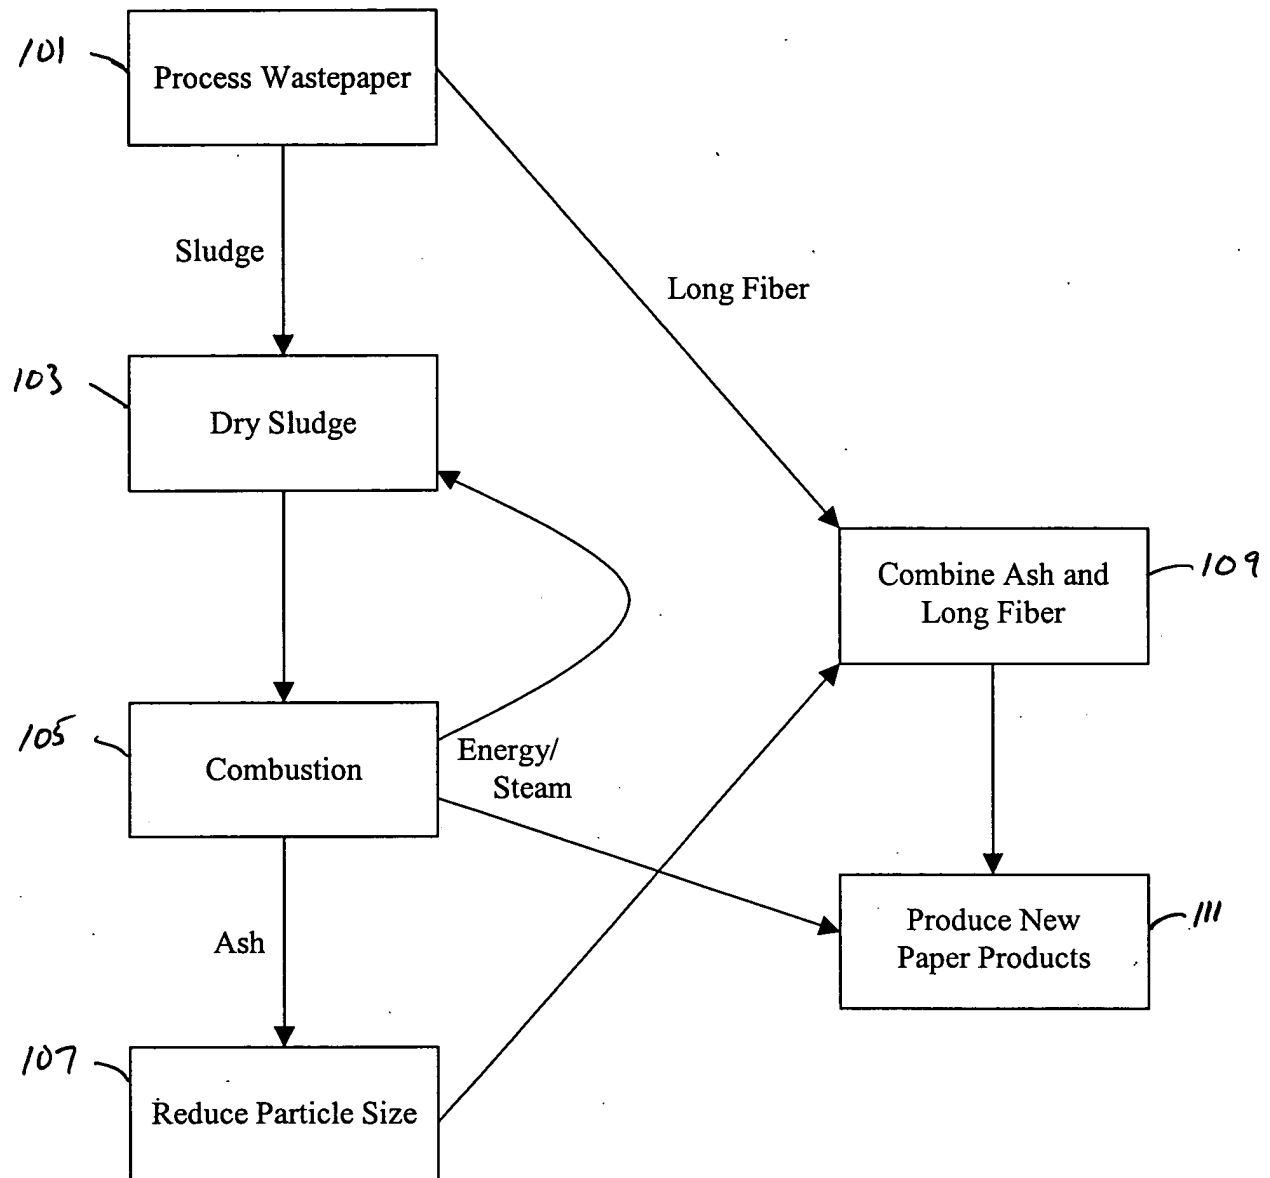 101
Process Wastepaper
Sludge
Long Fiber
103
Dry Sludge
Combine Ash and
Long Fiber
109
105
Combustion
Energy/
Steam
Ash
Produce New
Paper Products
111
107
Reduce Particle Size